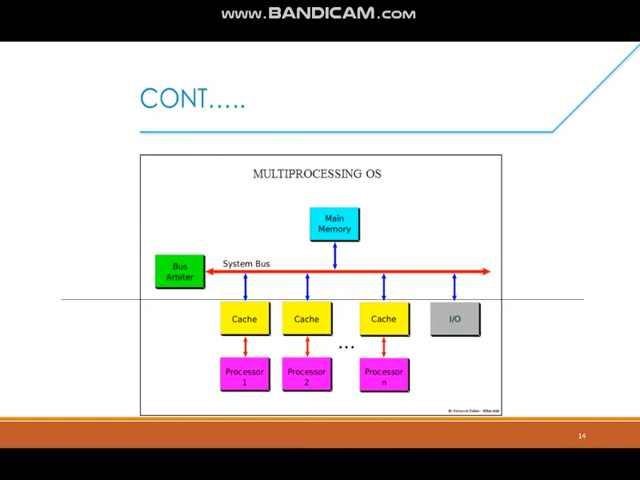 www.BANDICAM.com
CONT.....
MULTIPROCESSING OS
Main
Memory
System Bus
Bus
Arbiter
Cache
Cache
Cache
I/O
...
Processor
1
Processor
2
Processor
n
14